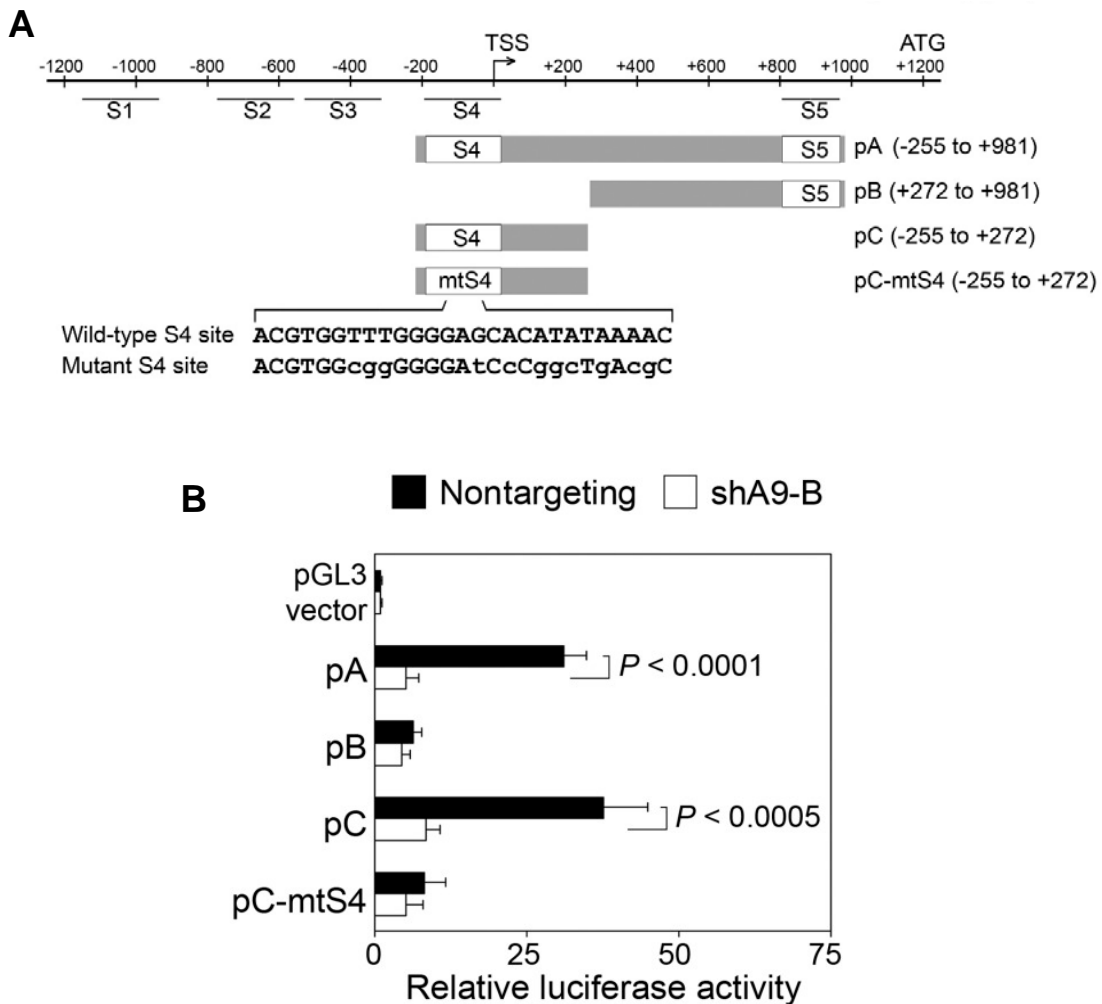 A
TSS ATG
-1200 -1000 -800 -600 -400 -200 +200 +400 +600 +800 +1000 +1200
S1 S2 S3 S4 S5
S4 S5 pA (-255 to +981)
S5 pB (+272 to +981)
S4 pC (-255 to +272)
mtS4 pC-mtS4 (-255 to +272)
Wild-type S4 site ACGTGGTTTGGGGAGCACATATAAAAC
Mutant S4 site ACGTGGcggGGGGAtCcCggcTgAcgC
B
Nontargeting shA9-B
pGL3
vector
pA P < 0.0001
pB
pC P < 0.0005
pC-mtS4
0 25 50 75
Relative luciferase activity